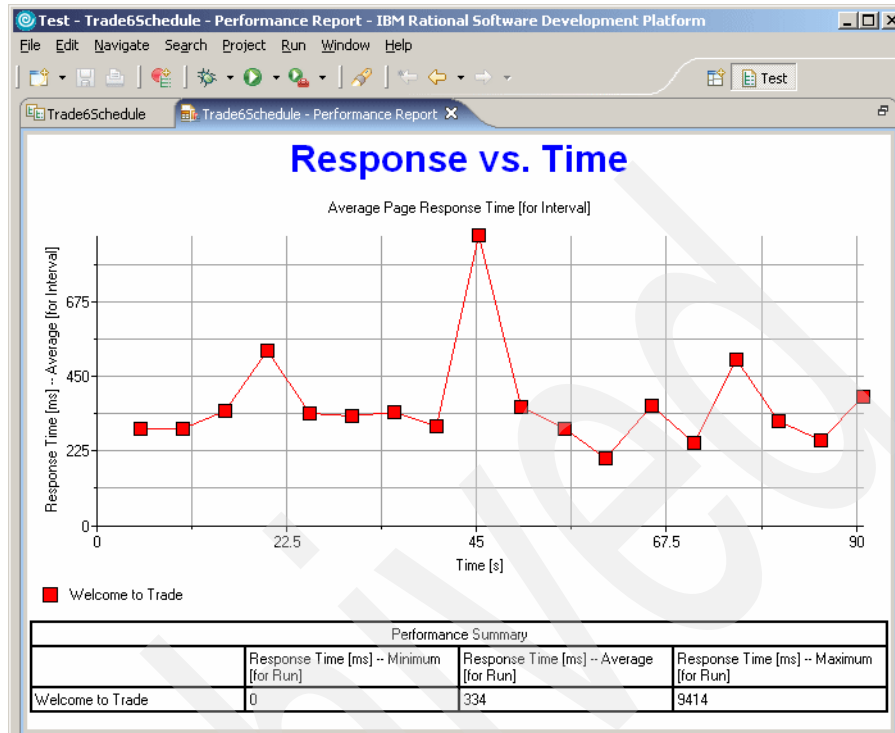 Test - Trade6Schedule - Performance Report - IBM Rational Software Development Platform
File Edit Navigate Search Project Run Window Help
Test
Trade6Schedule
Trade6Schedule - Performance Report
Response vs. Time
Average Page Response Time [for Interval]
Response Time [ms] -- Average [for Interval]
675
450
225
0
0 22.5 45 67.5 90
Time [s]
Welcome to Trade
Performance Summary
Response Time [ms] -- Minimum [for Run]
Response Time [ms] -- Average [for Run]
Response Time [ms] -- Maximum [for Run]
Welcome to Trade 0 334 9414
hived